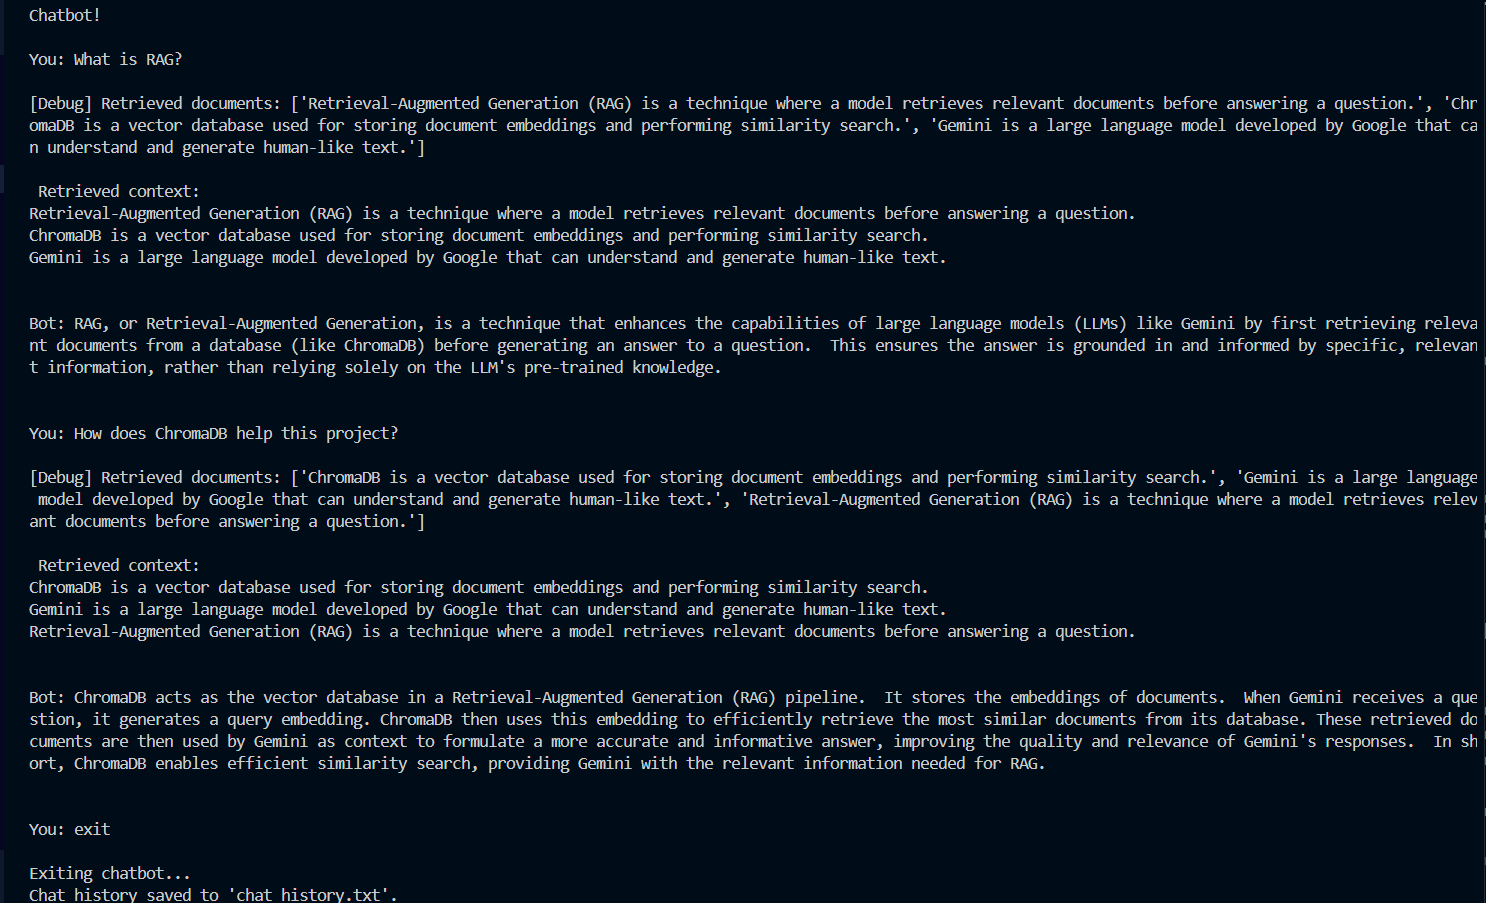 Chatbot!
You: What is RAG?
[Debug] Retrieved documents: ['Retrieval-Augmented Generation (RAG) is a technique where a model retrieves relevant documents before answering a question.', 'Chr
omaDB is a vector database used for storing document embeddings and performing similarity search.', 'Gemini is a large language model developed by Google that ca
n understand and generate human-like text.']
Retrieved context:
Retrieval-Augmented Generation (RAG) is a technique where a model retrieves relevant documents before answering a question.
ChromaDB is a vector database used for storing document embeddings and performing similarity search.
Gemini is a large language model developed by Google that can understand and generate human-like text.
Bot: RAG, or Retrieval-Augmented Generation, is a technique that enhances the capabilities of large language models (LLMs) like Gemini by first retrieving releva
nt documents from a database (like ChromaDB) before generating an answer to a question.  This ensures the answer is grounded in and informed by specific, relevan
t information, rather than relying solely on the LLM's pre-trained knowledge.
You: How does ChromaDB help this project?
[Debug] Retrieved documents: ['ChromaDB is a vector database used for storing document embeddings and performing similarity search.', 'Gemini is a large language
model developed by Google that can understand and generate human-like text.', 'Retrieval-Augmented Generation (RAG) is a technique where a model retrieves relev
ant documents before answering a question.']
Retrieved context:
ChromaDB is a vector database used for storing document embeddings and performing similarity search.
Gemini is a large language model developed by Google that can understand and generate human-like text.
Retrieval-Augmented Generation (RAG) is a technique where a model retrieves relevant documents before answering a question.
Bot: ChromaDB acts as the vector database in a Retrieval-Augmented Generation (RAG) pipeline.  It stores the embeddings of documents.  When Gemini receives a que
stion, it generates a query embedding. ChromaDB then uses this embedding to efficiently retrieve the most similar documents from its database. These retrieved do
cuments are then used by Gemini as context to formulate a more accurate and informative answer, improving the quality and relevance of Gemini's responses.  In sh
ort, ChromaDB enables efficient similarity search, providing Gemini with the relevant information needed for RAG.
You: exit
Exiting chatbot...
Chat history saved to 'chat_history.txt'.